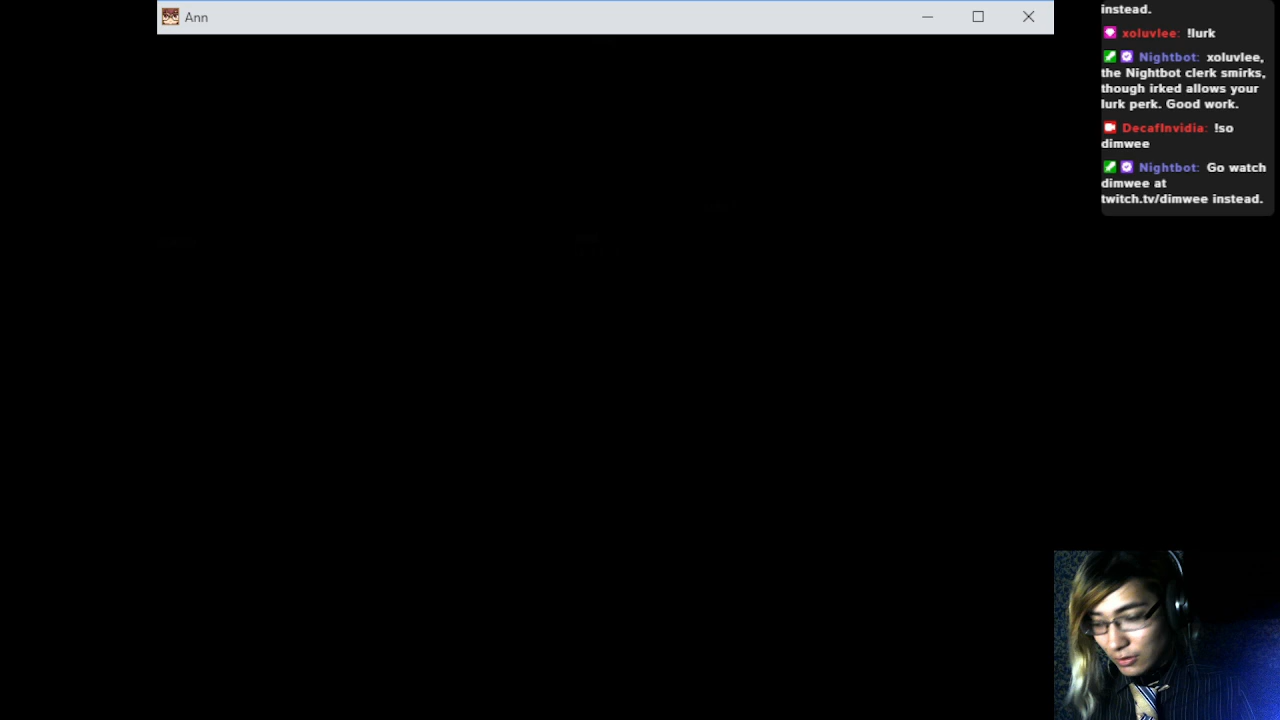 Ann
instead.
xoluvlee: !lurk
Nightbot: xoluvlee,
the Nightbot clerk smirks,
though irked allows your
lurk perk. Good work.
DecafInvidia: !so
dimwee
Nightbot: Go watch
dimwee at
twitch.tv/dimwee instead.